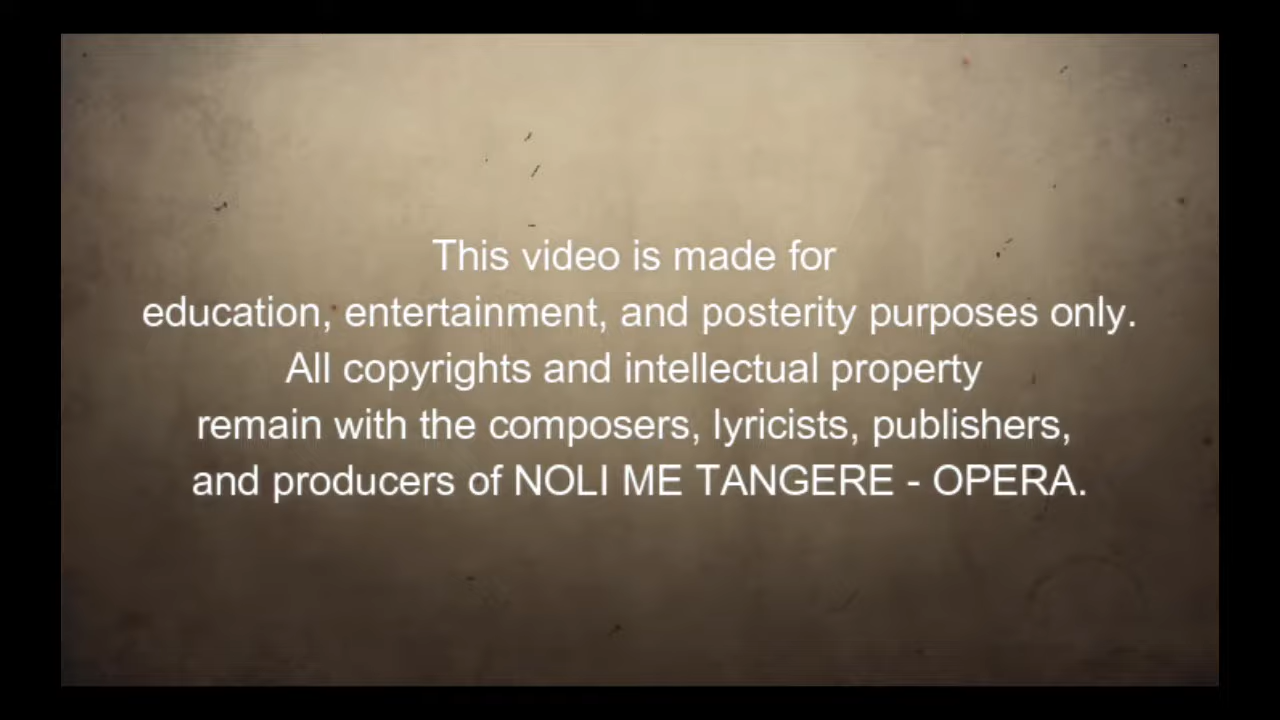 This video is made for
education, entertainment, and posterity purposes only.
All copyrights and intellectual property
remain with the composers, lyricists, publishers,
and producers of NOLI ME TANGERE - OPERA.